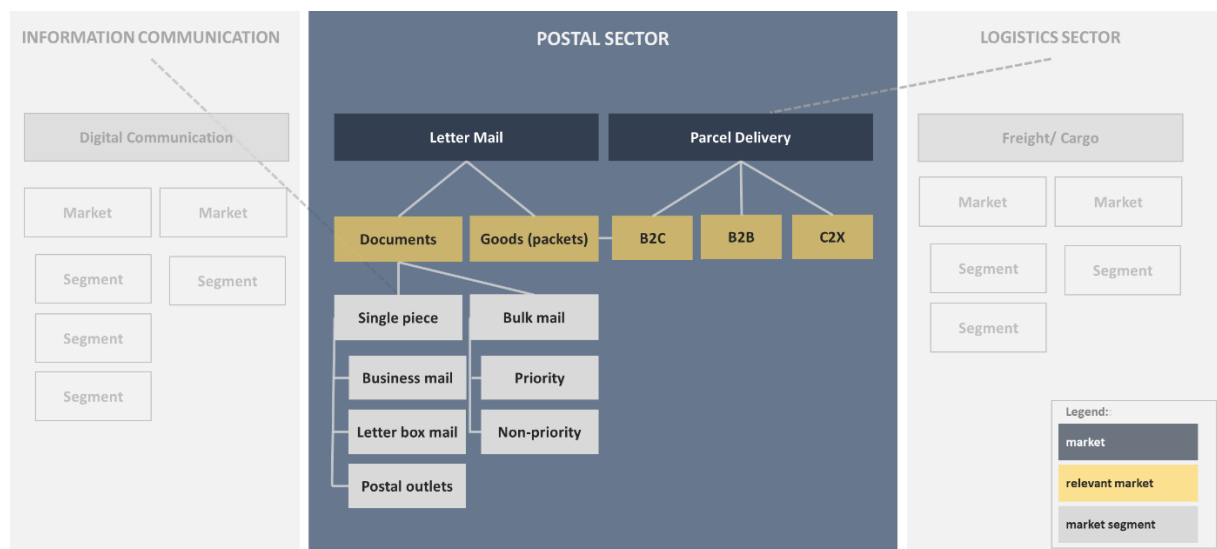 INFORMATION COMMUNICATION
POSTAL SECTOR
LOGISTICS SECTOR
Digital Communication
Letter Mail
Parcel Delivery
Freight/ Cargo
Market
Market
Documents
Goods (packets)
B2C
B2B
C2X
Market
Market
Segment
Segment
Single piece
Bulk mail
Segment
Segment
Segment
Business mail
Priority
Segment
Segment
Letter box mail
Non-priority
Postal outlets
Legend:
market
relevant market
market segment